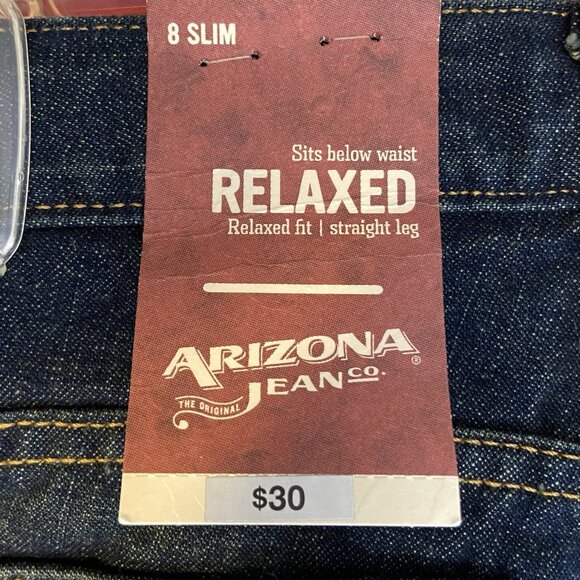 8 SLIM
Sits below waist
RELAXED
Relaxed fit | straight leg
ARIZONA®
JEAN CO.
THE ORIGINAL
$30